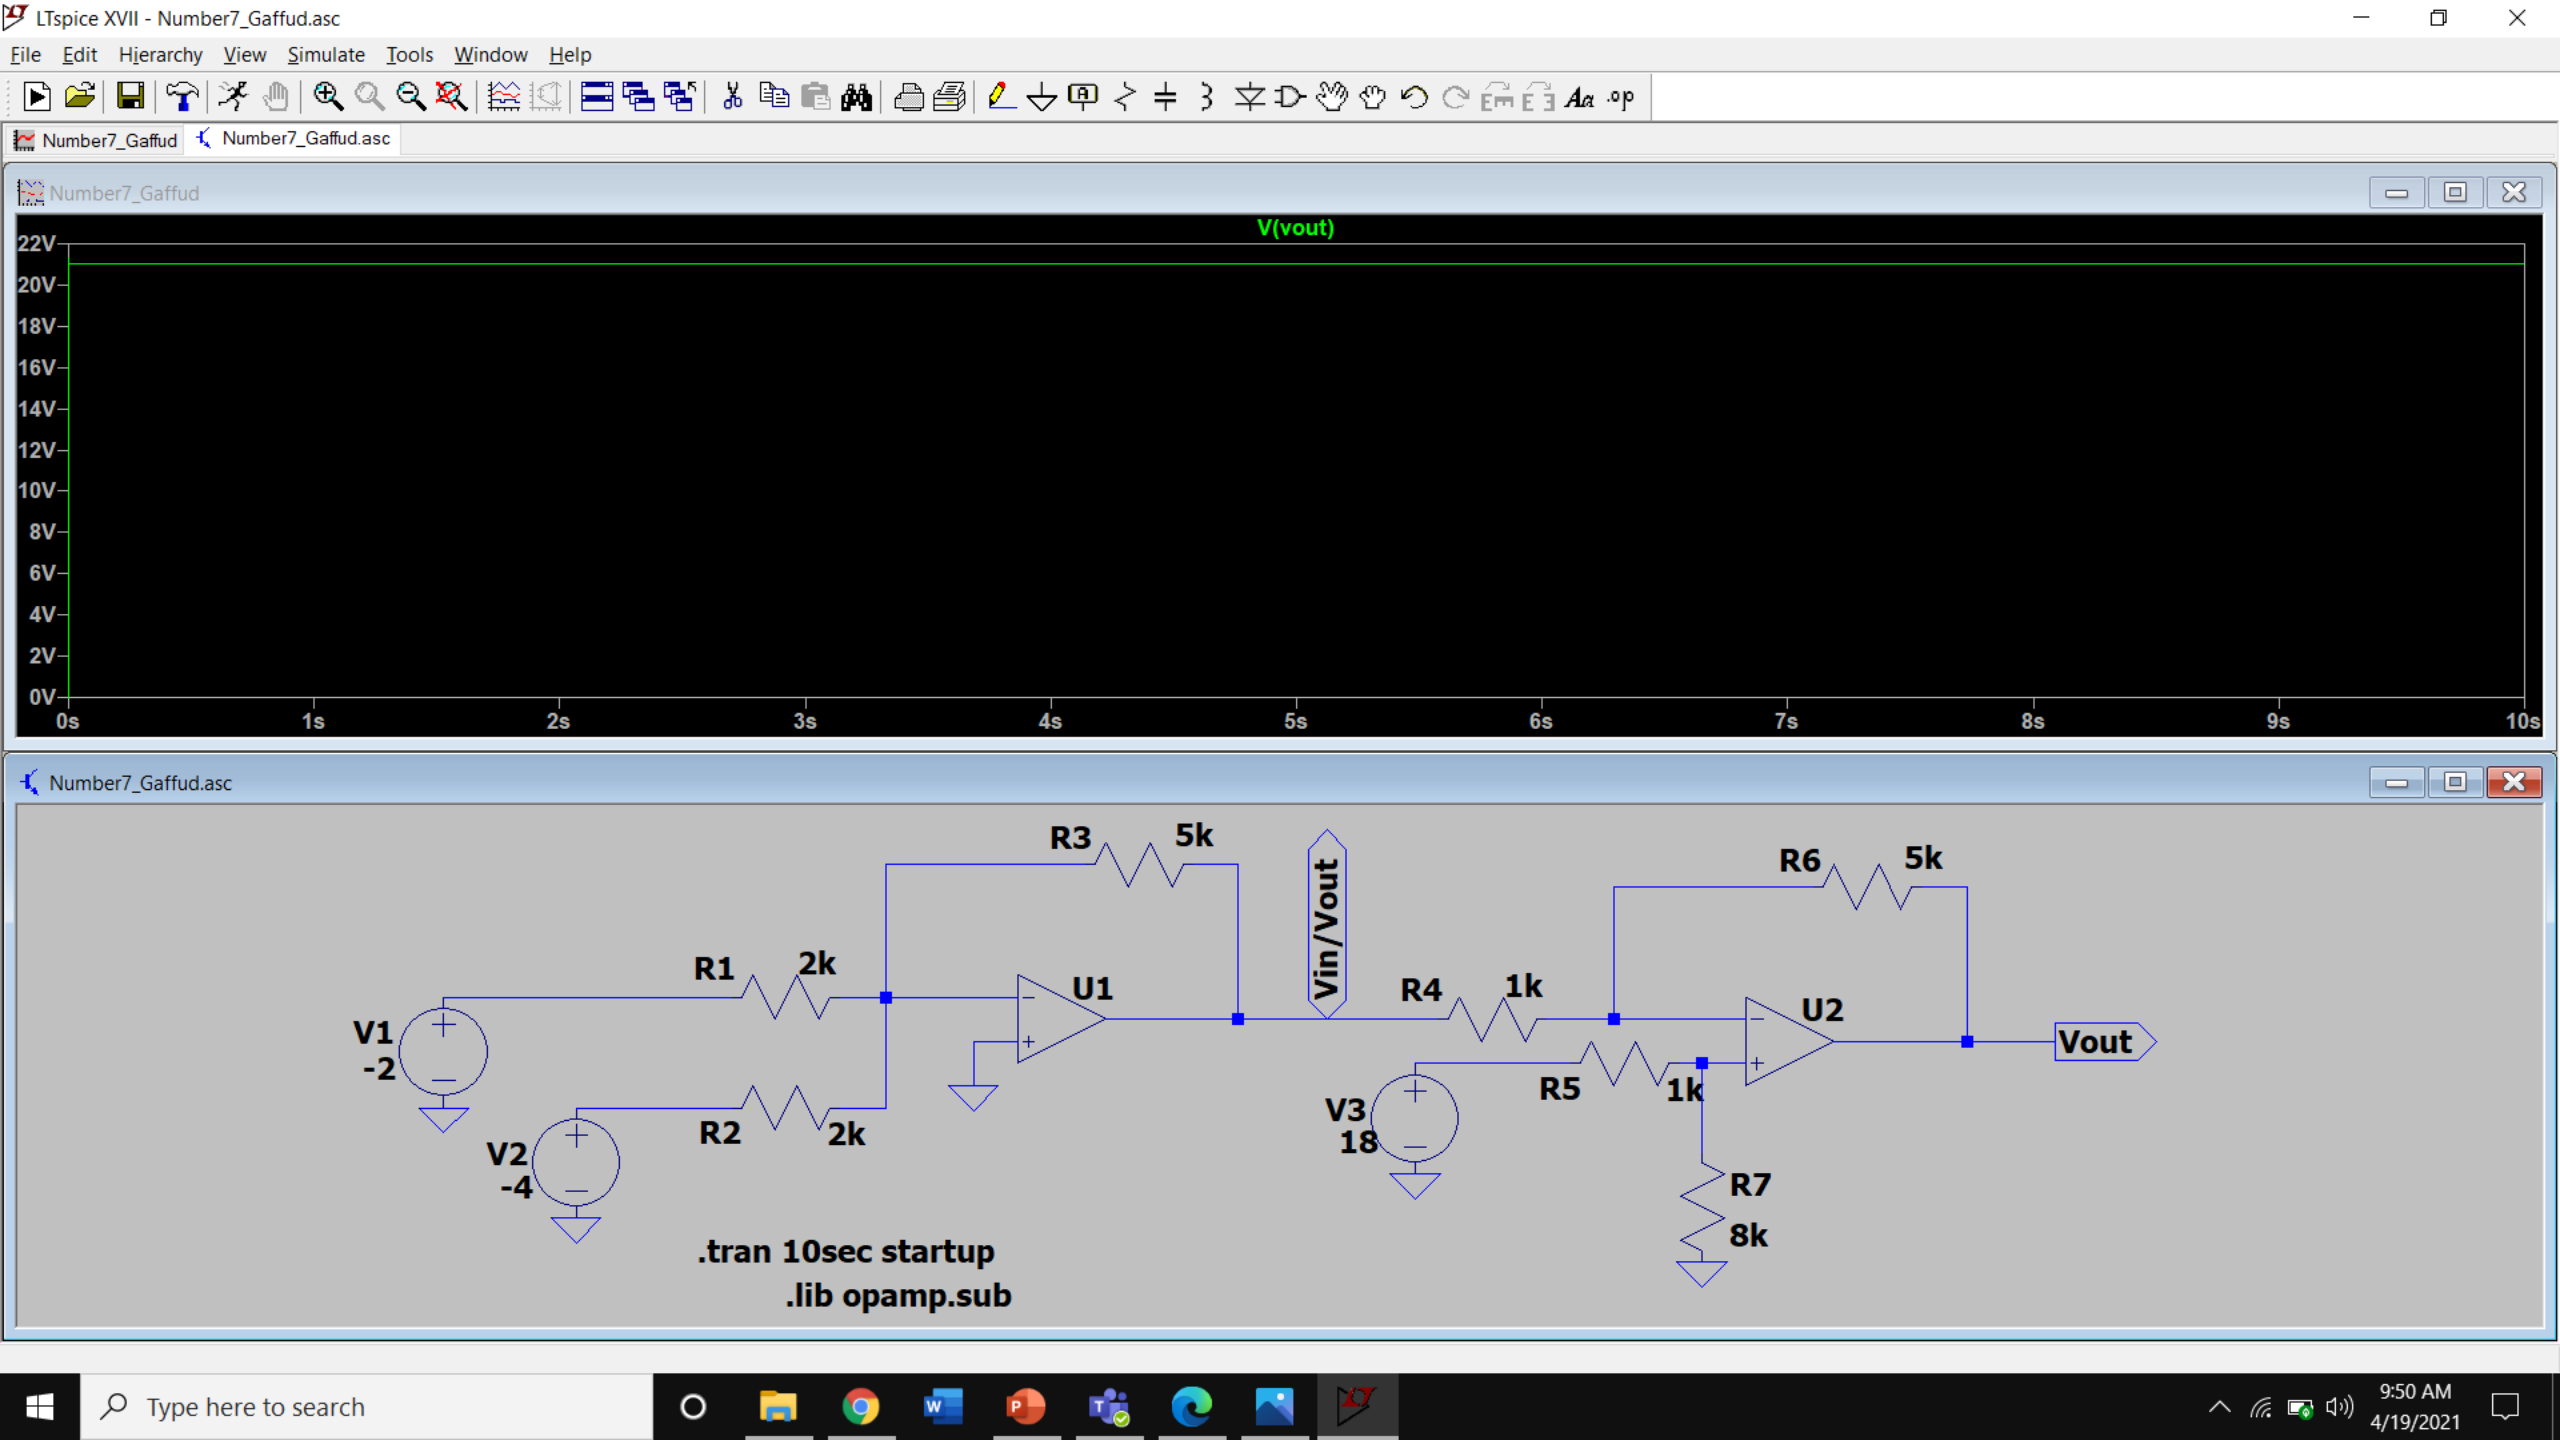 LTspice XVII - Number7_Gaffud.asc
File Edit Hierarchy View Simulate Tools Window Help
Number7_Gaffud Number7_Gaffud.asc
Number7_Gaffud
V(vout)
22V
20V
18V
16V
14V
12V
10V
8V
6V
4V
2V
0V
0s 1s 2s 3s 4s 5s 6s 7s 8s 9s 10s
Number7_Gaffud.asc
R3 5k
R6 5k
Vin/Vout
R1 2k
R4 1k
U1
U2
V1
-2
Vout
R5 1k
V3
18
R2 2k
V2
-4
R7
8k
.tran 10sec startup
.lib opamp.sub
Type here to search
9:50 AM
4/19/2021